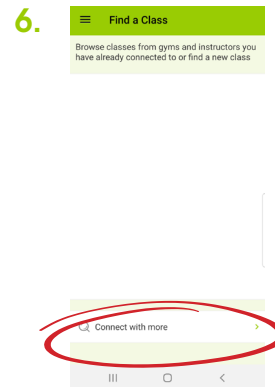 6.
Find a Class
Browse classes from gyms and instructors you
have already connected to or find a new class
Connect with more